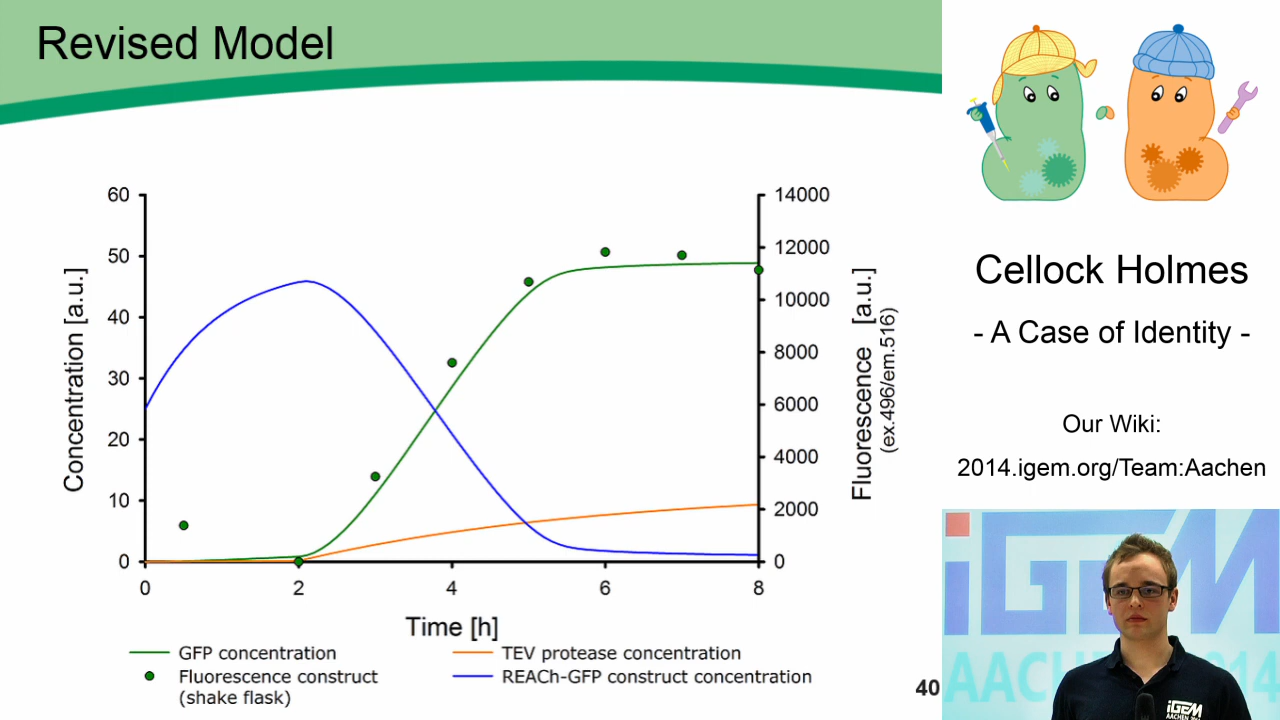 Revised Model
60
50
40
30
20
10
0
Concentration [a.u.]
14000
12000
10000
8000
6000
4000
2000
0
Fluorescence [a.u.]
(ex.496/em.516)
0 2 4 6 8
Time [h]
GFP concentration
Fluorescence construct
(shake flask)
TEV protease concentration
REACh-GFP construct concentration
40
Cellock Holmes
- A Case of Identity -
Our Wiki:
2014.igem.org/Team:Aachen
iGEM
AACHEN 2014
iGEM